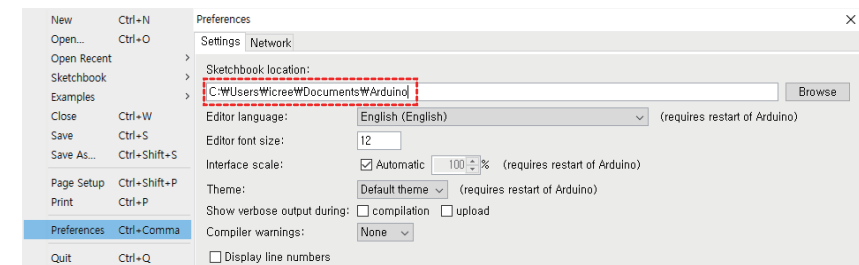 New Ctrl+N
Open... Ctrl+O
Open Recent >
Sketchbook >
Examples >
Close Ctrl+W
Save Ctrl+S
Save As... Ctrl+Shift+S
Page Setup Ctrl+Shift+P
Print Ctrl+P
Preferences Ctrl+Comma
Quit Ctrl+Q
Preferences ×
Settings Network
Sketchbook location:
C:₩Users₩icree₩Documents₩Arduino Browse
Editor language: English (English) (requires restart of Arduino)
Editor font size: 12
Interface scale: Automatic 100 % (requires restart of Arduino)
Theme: Default theme (requires restart of Arduino)
Show verbose output during: compilation upload
Compiler warnings: None
Display line numbers